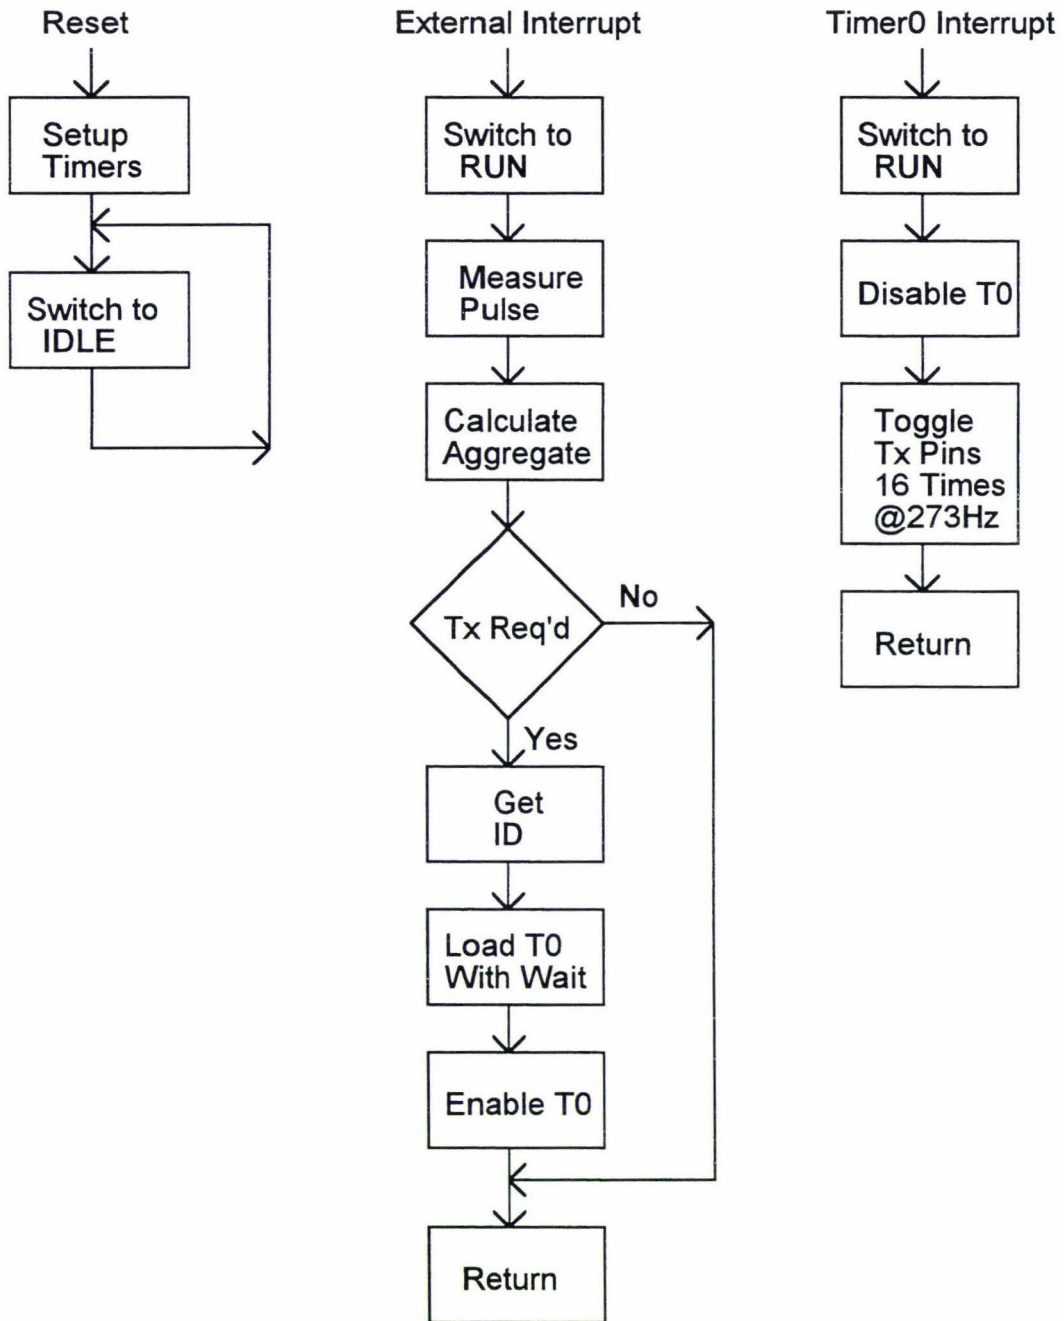 Reset
Setup
Timers
Switch to
IDLE
External Interrupt
Switch to
RUN
Measure
Pulse
Calculate
Aggregate
Tx Req'd
No
Yes
Get
ID
Load T0
With Wait
Enable T0
Return
Timer0 Interrupt
Switch to
RUN
Disable T0
Toggle
Tx Pins
16 Times
@273Hz
Return